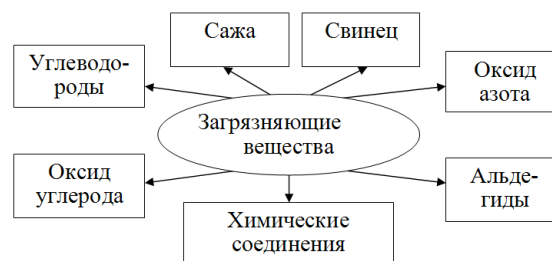 Сажа
Свинец
Углеводо-
роды
Оксид
азота
Загрязняющие
вещества
Оксид
углерода
Альде-
гиды
Химические
соединения